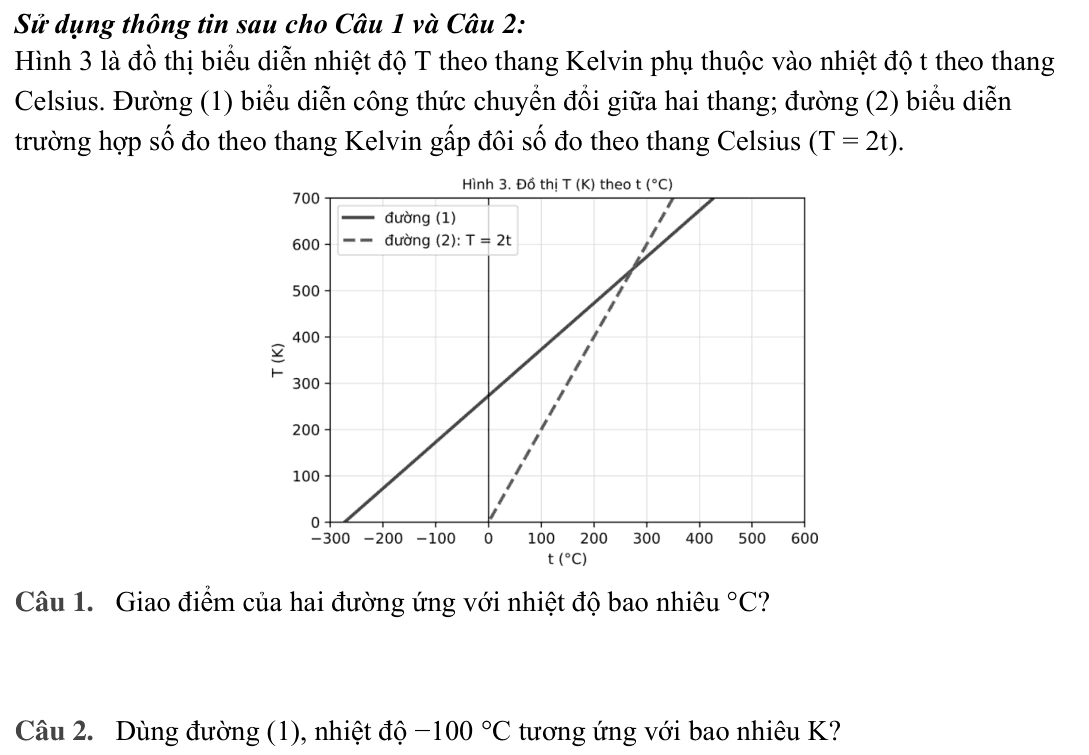 Sử dụng thông tin sau cho Câu 1 và Câu 2:
Hình 3 là đồ thị biểu diễn nhiệt độ T theo thang Kelvin phụ thuộc vào nhiệt độ t theo thang
Celsius. Đường (1) biểu diễn công thức chuyển đổi giữa hai thang; đường (2) biểu diễn
trường hợp số đo theo thang Kelvin gấp đôi số đo theo thang Celsius (T = 2t).
Hình 3. Đồ thị T (K) theo t (°C)
đường (1)
đường (2): T = 2t
700
600
500
400
300
200
100
0
T (K)
−300 −200 −100 0 100 200 300 400 500 600
t (°C)
Câu 1. Giao điểm của hai đường ứng với nhiệt độ bao nhiêu °C?
Câu 2. Dùng đường (1), nhiệt độ −100 °C tương ứng với bao nhiêu K?